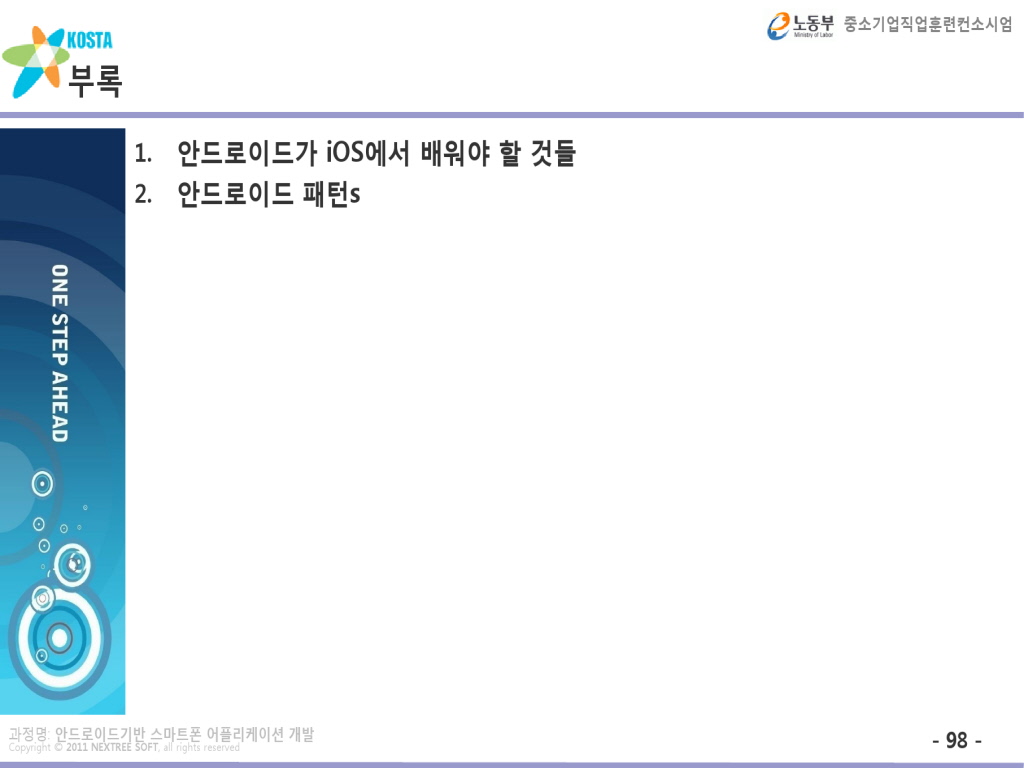 KOSTA
부록
노동부
Ministry of Labor
중소기업직업훈련컨소시엄
1. 안드로이드가 iOS에서 배워야 할 것들
2. 안드로이드 패턴s
ONE STEP AHEAD
과정명: 안드로이드기반 스마트폰 어플리케이션 개발
Copyright © 2011 NEXTREE SOFT, all rights reserved
- 98 -